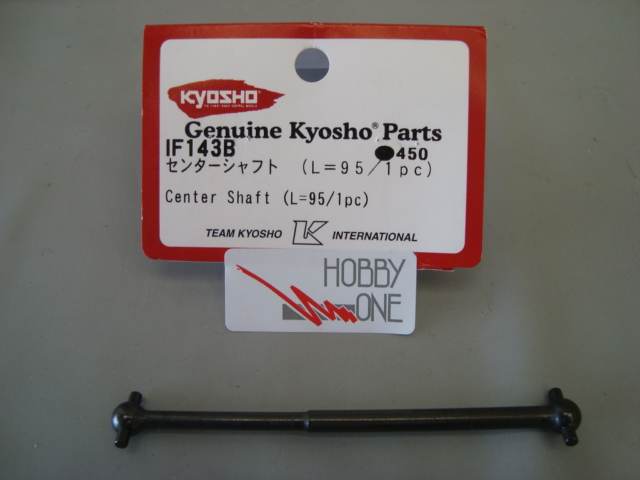 KYOSHO
Genuine Kyosho® Parts
IF143B
●450
センターシャフト (L=95/1pc)
Center Shaft (L=95/1pc)
TEAM KYOSHO K INTERNATIONAL
HOBBY
ONE